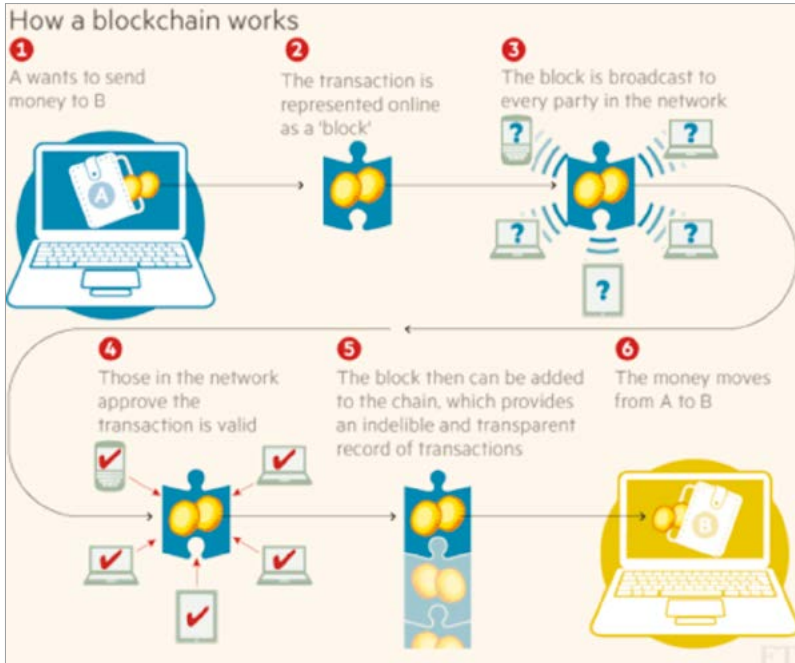 How a blockchain works
1
A wants to send
money to B
2
The transaction is
represented online
as a 'block'
3
The block is broadcast to
every party in the network
A
?
?
?
?
?
4
Those in the network
approve the
transaction is valid
5
The block then can be added
to the chain, which provides
an indelible and transparent
record of transactions
6
The money moves
from A to B
B
FT